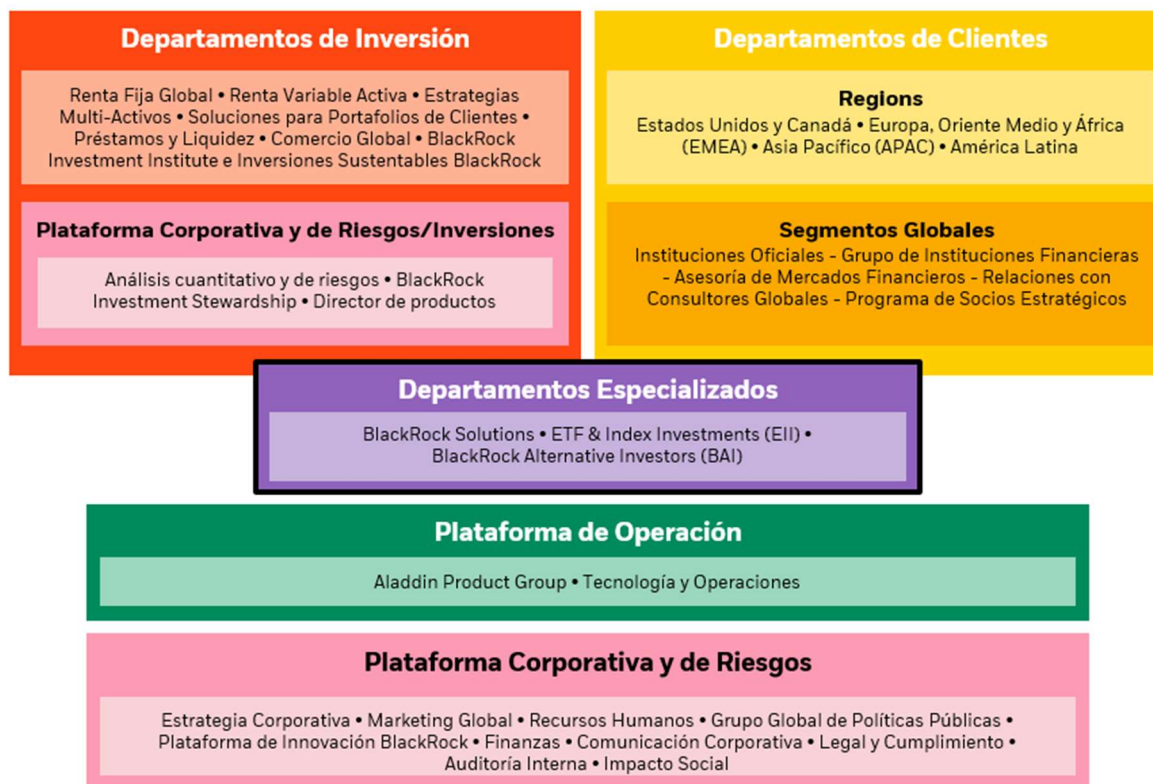 Departamentos de Inversión
Renta Fija Global • Renta Variable Activa • Estrategias
Multi-Activos • Soluciones para Portafolios de Clientes •
Préstamos y Liquidez • Comercio Global • BlackRock
Investment Institute e Inversiones Sustentables BlackRock
Plataforma Corporativa y de Riesgos/Inversiones
Análisis cuantitativo y de riesgos • BlackRock
Investment Stewardship • Director de productos
Departamentos de Clientes
Regions
Estados Unidos y Canadá • Europa, Oriente Medio y África
(EMEA) • Asia Pacífico (APAC) • América Latina
Segmentos Globales
Instituciones Oficiales - Grupo de Instituciones Financieras
- Asesoría de Mercados Financieros - Relaciones con
Consultores Globales - Programa de Socios Estratégicos
Departamentos Especializados
BlackRock Solutions • ETF & Index Investments (EII) •
BlackRock Alternative Investors (BAI)
Plataforma de Operación
Aladdin Product Group • Tecnología y Operaciones
Plataforma Corporativa y de Riesgos
Estrategia Corporativa • Marketing Global • Recursos Humanos • Grupo Global de Políticas Públicas •
Plataforma de Innovación BlackRock • Finanzas • Comunicación Corporativa • Legal y Cumplimiento •
Auditoría Interna • Impacto Social